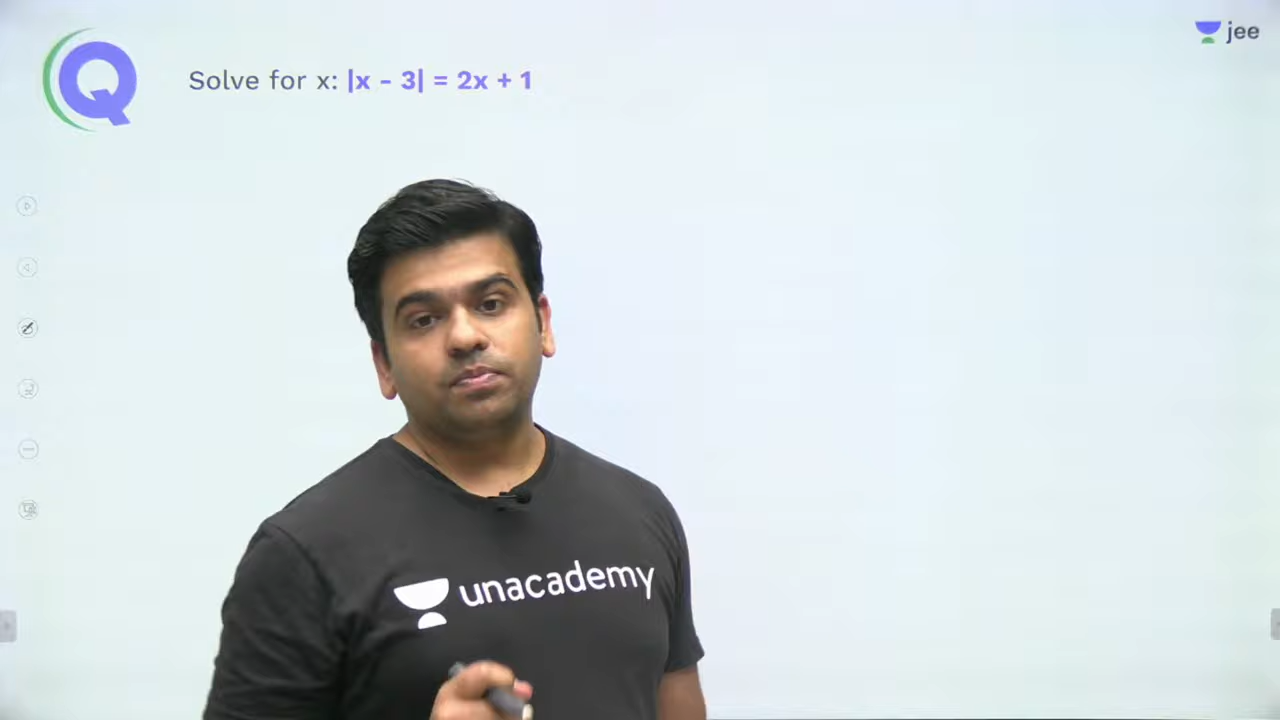 jee
Q
Solve for x: |x - 3| = 2x + 1
unacademy